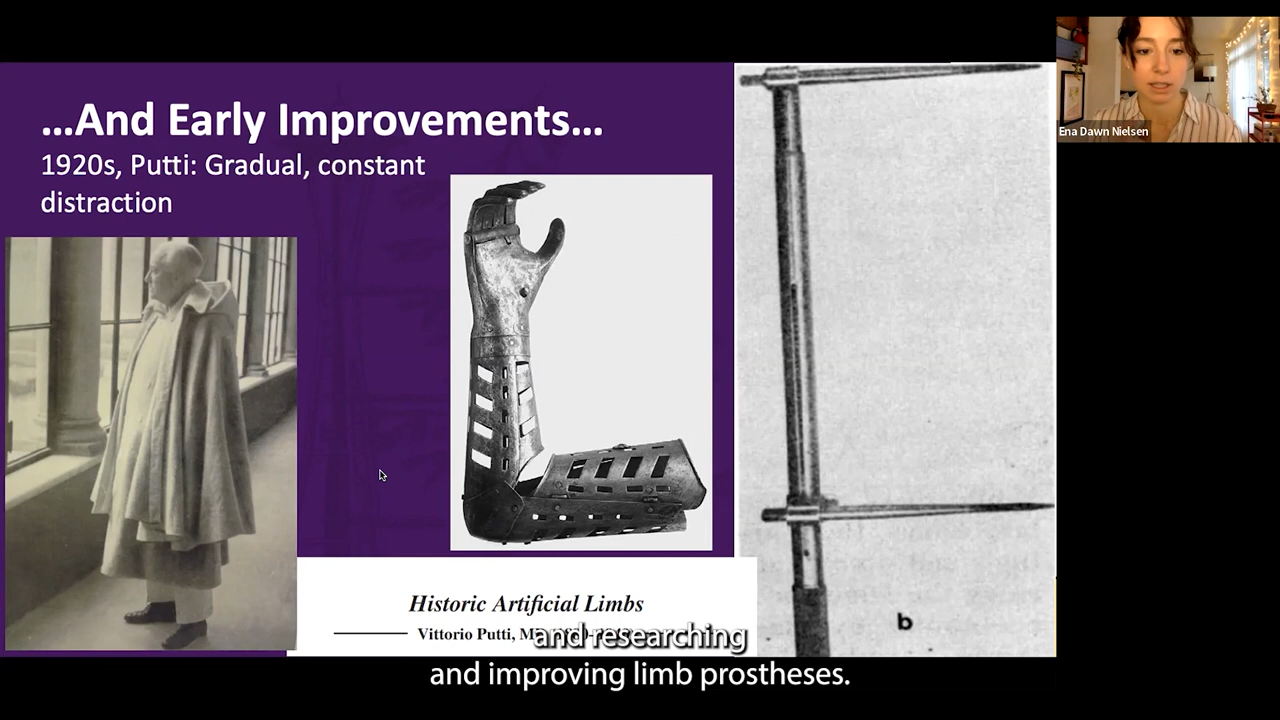 …And Early Improvements…
1920s, Putti: Gradual, constant
distraction
Ena Dawn Nielsen
Historic Artificial Limbs
Vittorio Putti,
b
and researching
and improving limb prostheses.